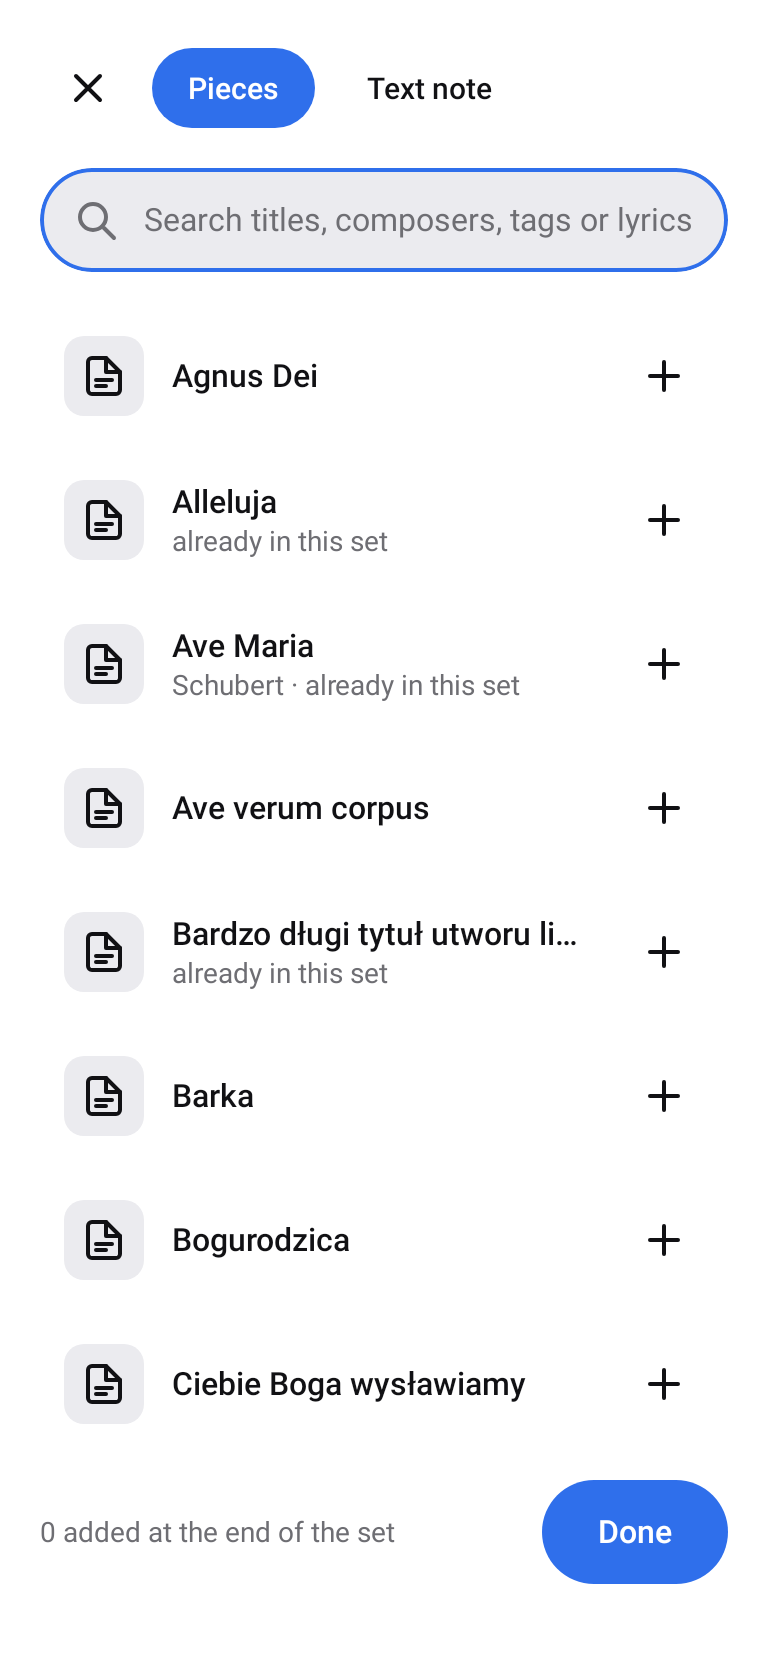 Pieces
Text note
Search titles, composers, tags or lyrics
Agnus Dei
Alleluja
already in this set
Ave Maria
Schubert · already in this set
Ave verum corpus
Bardzo długi tytuł utworu li...
already in this set
Barka
Bogurodzica
Ciebie Boga wysławiamy
0 added at the end of the set
Done